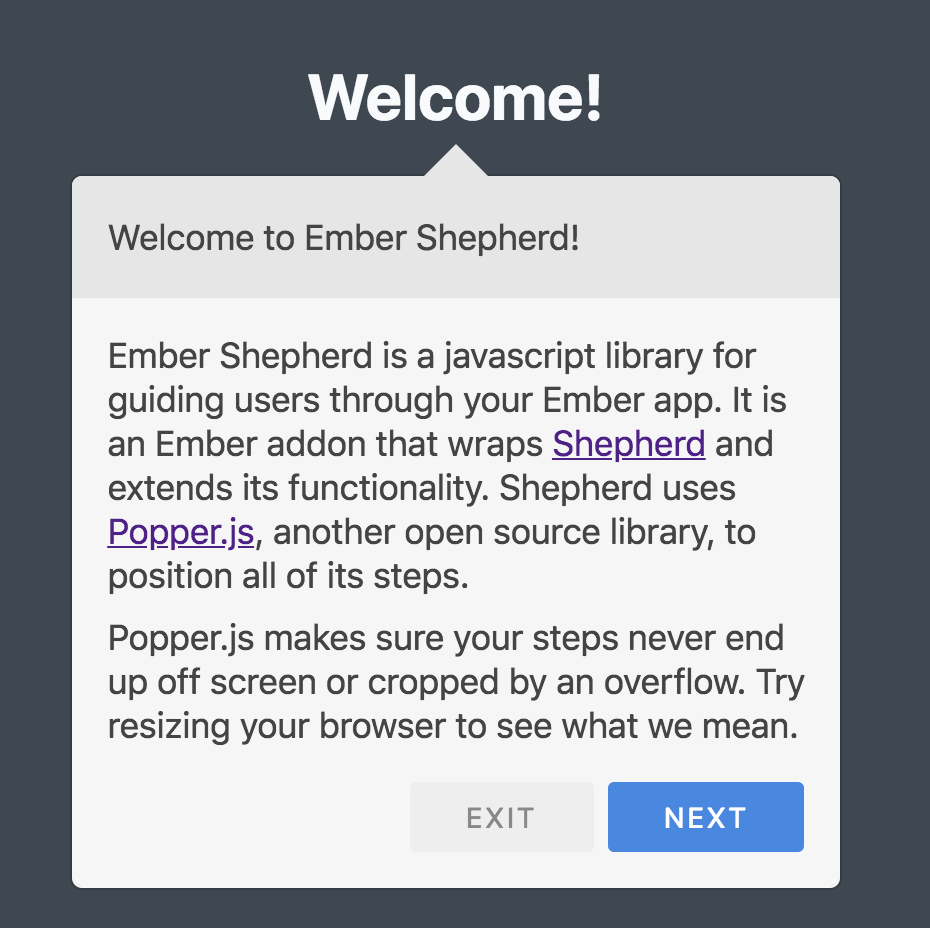 Welcome!
Welcome to Ember Shepherd!
Ember Shepherd is a javascript library for
guiding users through your Ember app. It is
an Ember addon that wraps Shepherd and
extends its functionality. Shepherd uses
Popper.js, another open source library, to
position all of its steps.
Popper.js makes sure your steps never end
up off screen or cropped by an overflow. Try
resizing your browser to see what we mean.
EXIT NEXT